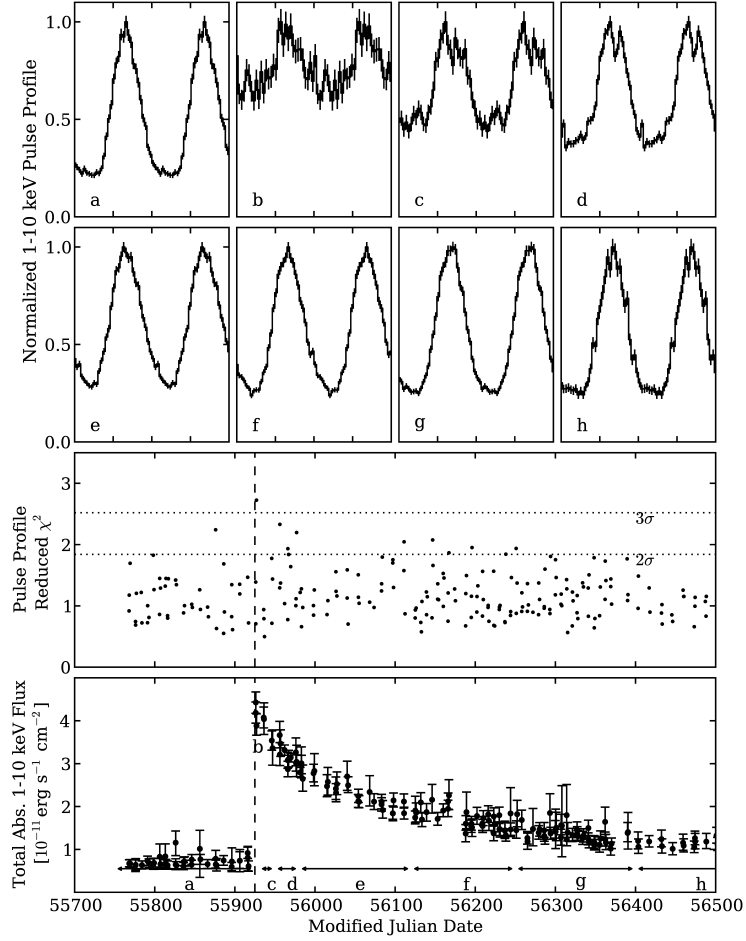 1.0
0.5
0.0
a
b
c
d
1.0
0.5
0.0
e
f
g
h
Normalized 1-10 keV Pulse Profile
3
2
1
0
3σ
2σ
Pulse Profile
Reduced χ²
4
3
2
1
Total Abs. 1-10 keV Flux
[10⁻¹¹erg s⁻¹ cm⁻²]
b
a
c
d
e
f
g
h
55700
55800
55900
56000
56100
56200
56300
56400
56500
Modified Julian Date